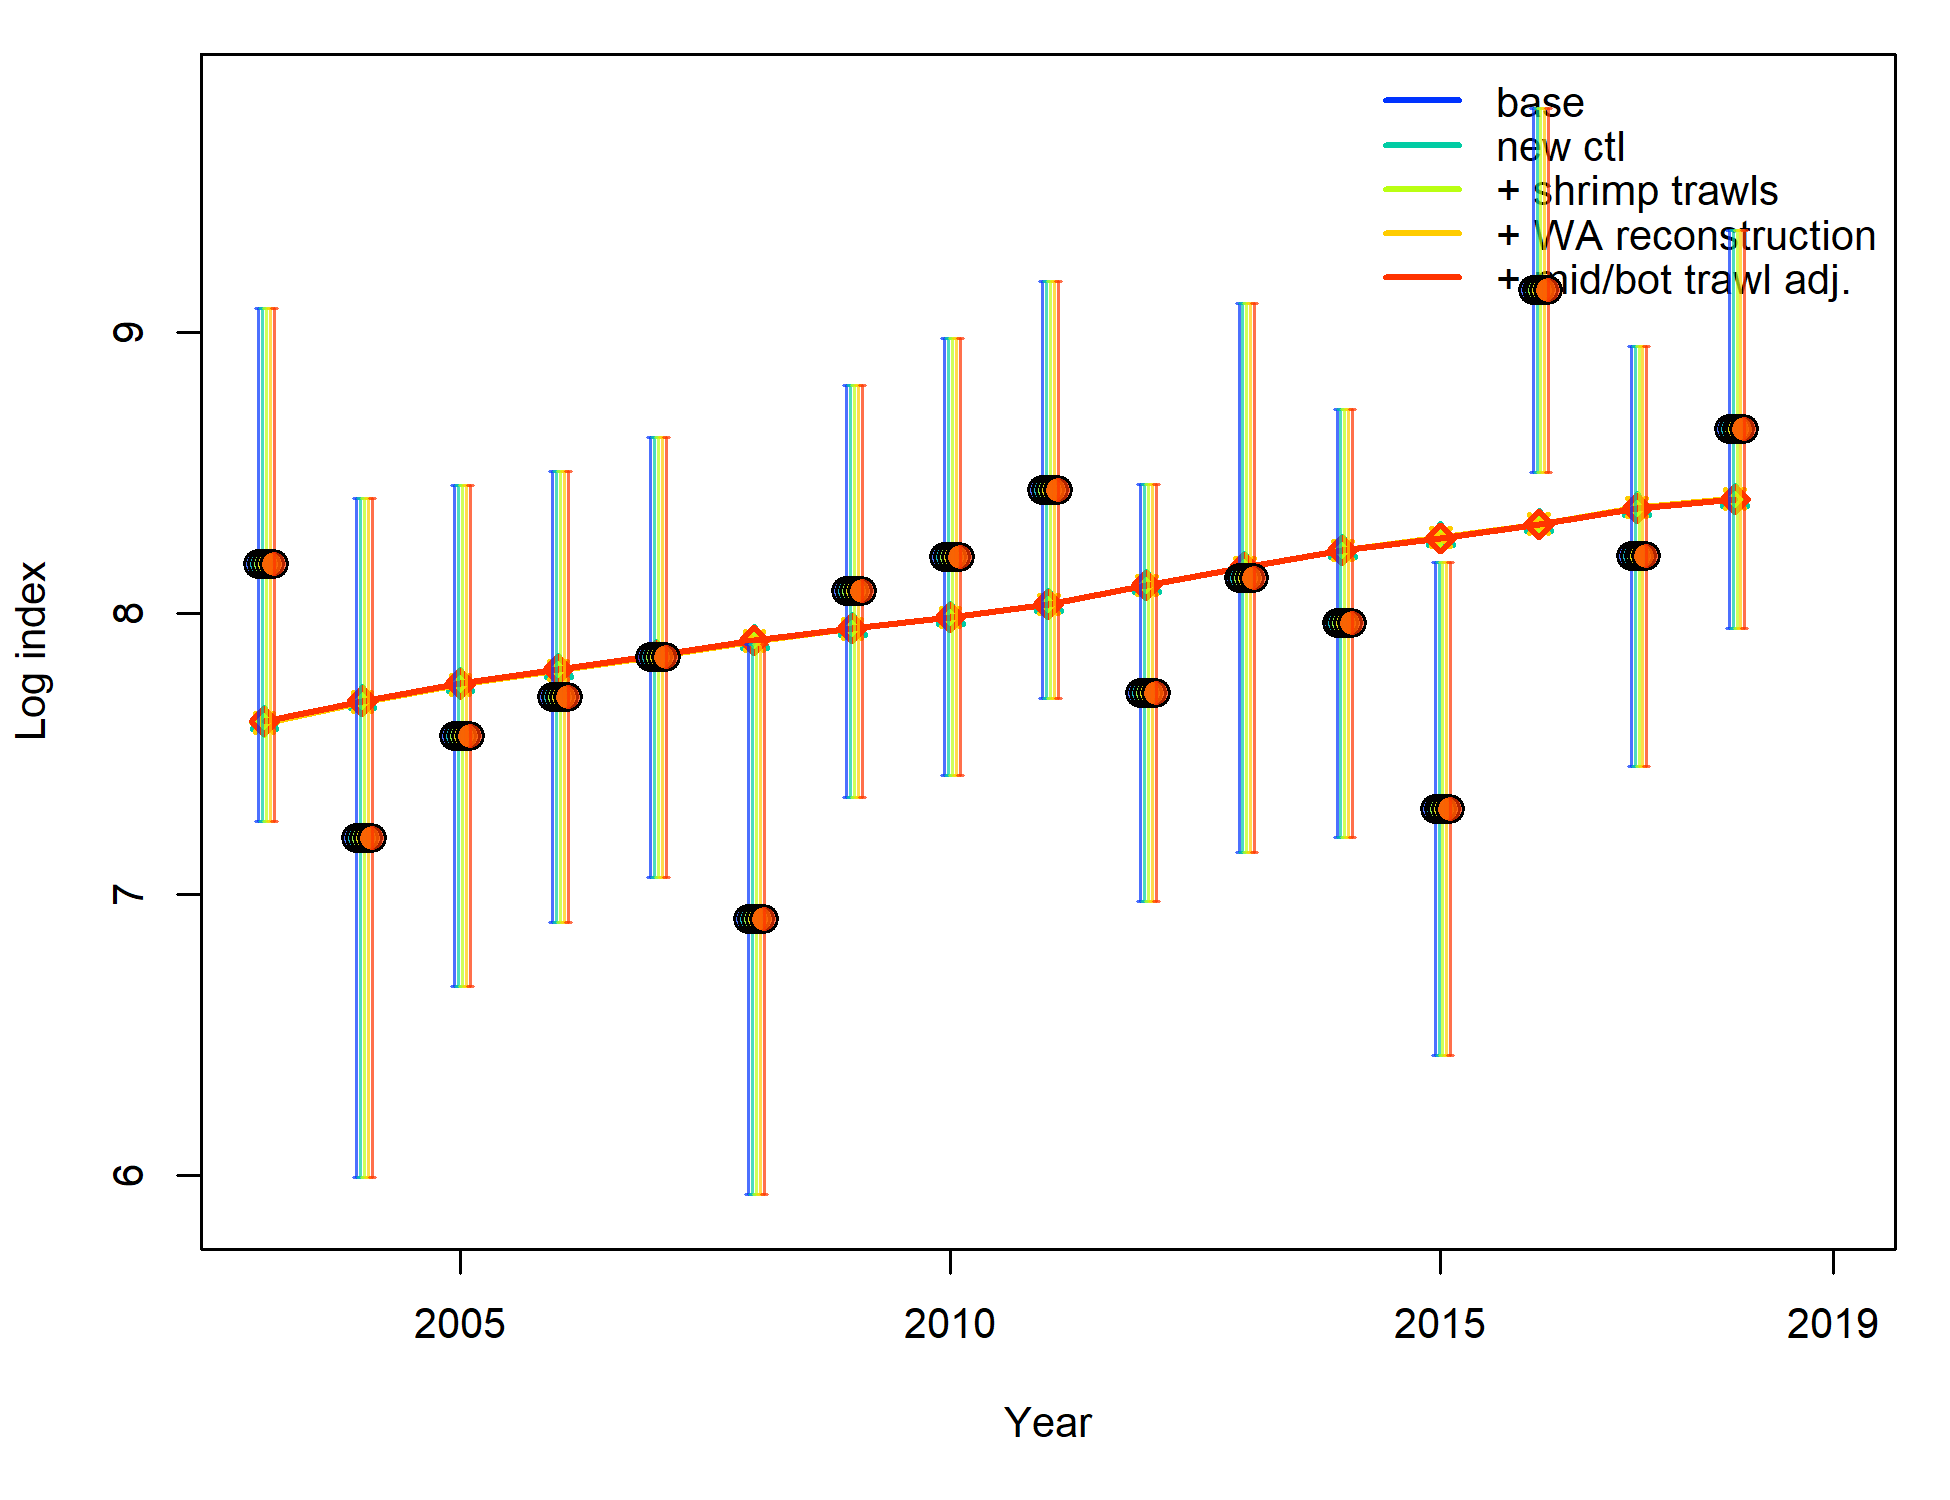 base
new ctl
+ shrimp trawls
+ WA reconstruction
+ mid/bot trawl adj.
9
8
7
6
Log index
2005 2010 2015 2019
Year